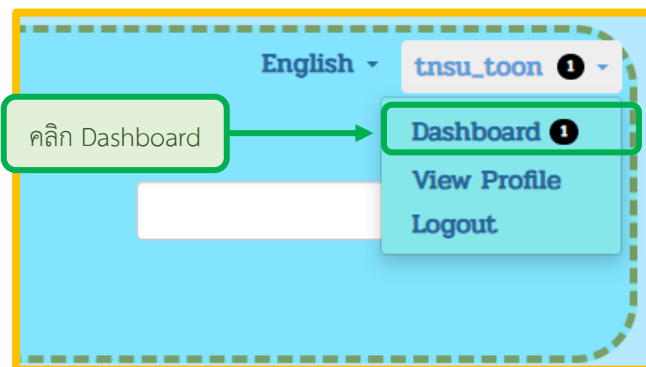 English
tnsu_toon 1
คลิก Dashboard
Dashboard 1
View Profile
Logout